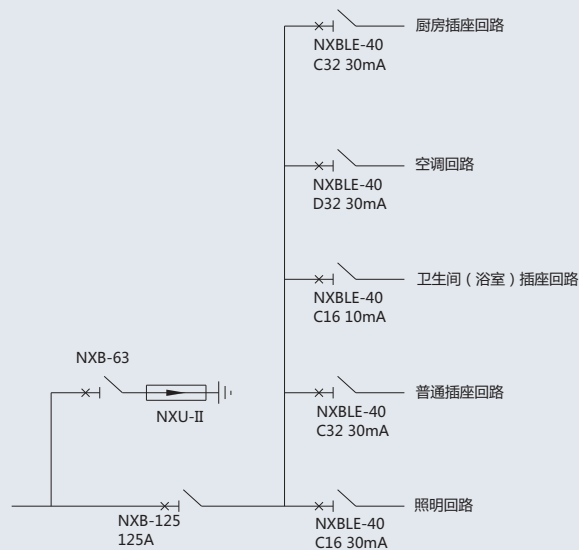 厨房插座回路
NXBLE-40
C32 30mA
空调回路
NXBLE-40
D32 30mA
卫生间（浴室）插座回路
NXBLE-40
C16 10mA
NXB-63
NXU-II
普通插座回路
NXBLE-40
C32 30mA
照明回路
NXB-125
125A
NXBLE-40
C16 30mA